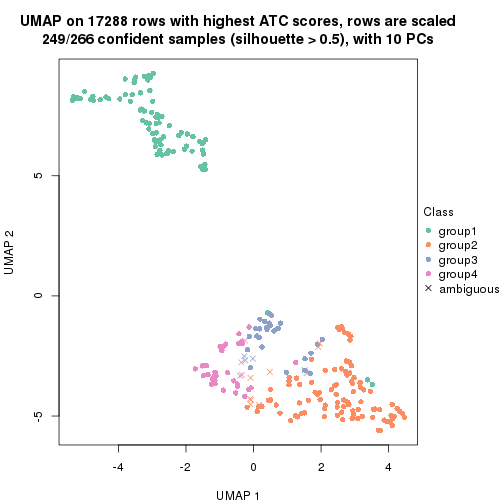 UMAP on 17288 rows with highest ATC scores, rows are scaled
249/266 confident samples (silhouette > 0.5), with 10 PCs
5
0
-5
UMAP 2
-4
-2
0
2
4
UMAP 1
Class
group1
group2
group3
group4
ambiguous